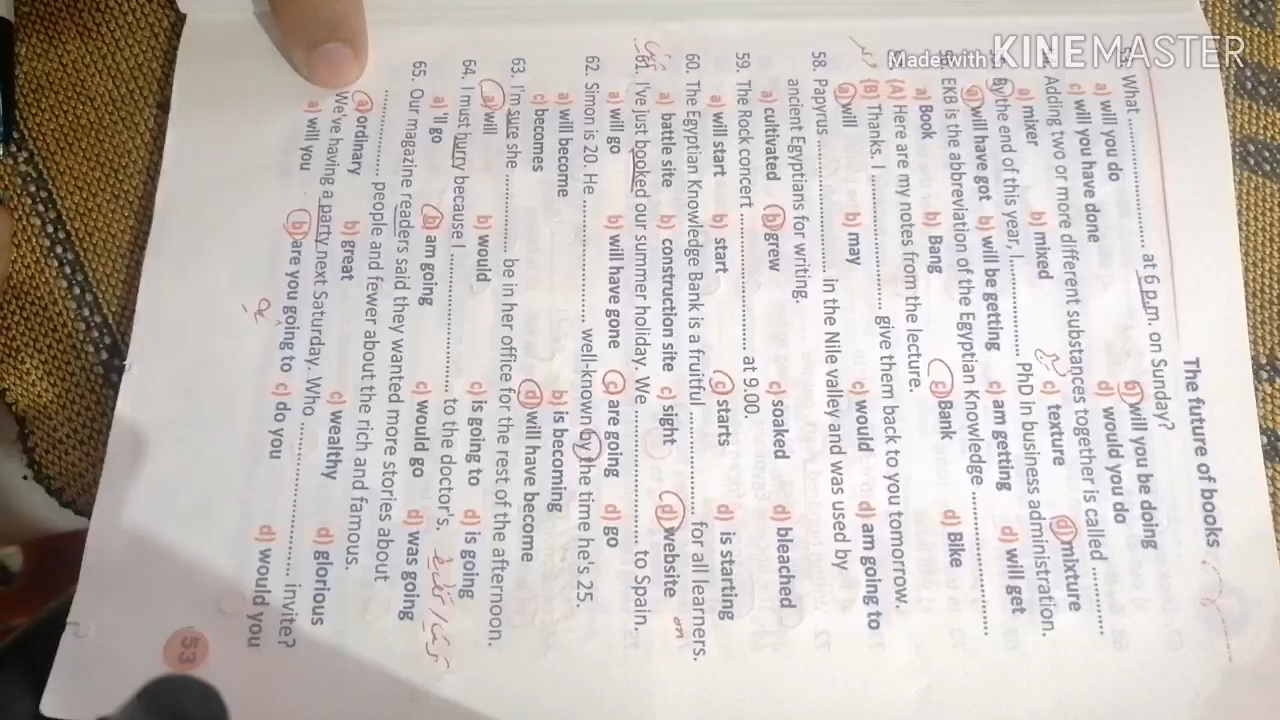 Made with KINEMASTER
The future of books
What .................... at 6 p.m. on Sunday?
a) will you do b) will you be doing
c) will you have done d) would you do
Adding two or more different substances together is called ..........
a) mixer b) mixed c) texture d) mixture
By the end of this year, I.................. PhD in business administration.
a) will have got b) will be getting c) am getting d) will get
EKB is the abbreviation of the Egyptian Knowledge ....................
a) Book b) Bang c) Bank d) Bike
(A) Here are my notes from the lecture.
(B) Thanks. I .................... give them back to you tomorrow.
a) will b) may c) would d) am going to
58. Papyrus .................... in the Nile valley and was used by
ancient Egyptians for writing.
a) cultivated b) grew c) soaked d) bleached
59. The Rock concert .................... at 9.00.
a) will start b) start c) starts d) is starting
60. The Egyptian Knowledge Bank is a fruitful .................... for all learners.
a) battle site b) construction site c) sight d) website
on
61. I've just booked our summer holiday. We .................... to Spain.
a) will go b) will have gone c) are going d) go
62. Simon is 20. He .................... well-known by the time he's 25.
a) will become b) is becoming
c) becomes d) will have become
63. I'm sure she .................... be in her office for the rest of the afternoon.
a) will b) would c) is going to d) is going
64. I must hurry because I .................... to the doctor's.
a) 'll go b) am going c) would go d) was going
65. Our magazine readers said they wanted more stories about
.................... people and fewer about the rich and famous.
a) ordinary b) great c) wealthy d) glorious
We've having a party next Saturday. Who .................... invite?
a) will you b) are you going to c) do you d) would you
53